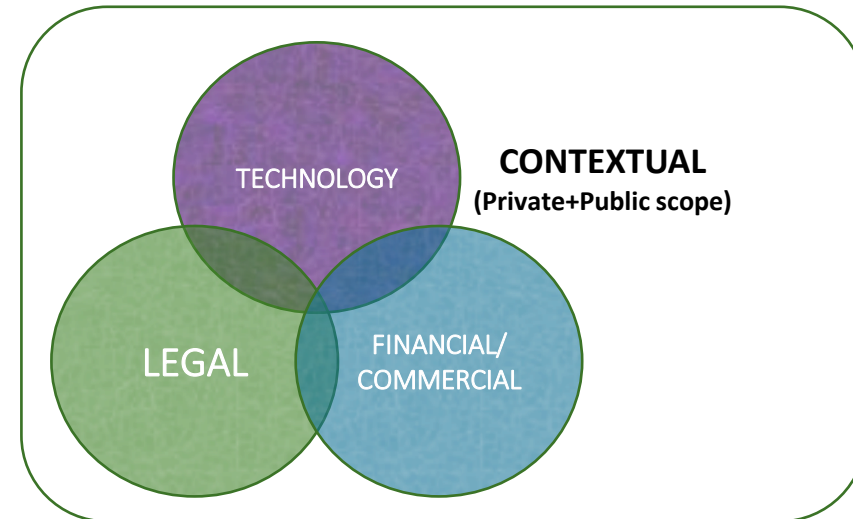 TECHNOLOGY
CONTEXTUAL
(Private+Public scope)
LEGAL
FINANCIAL/
COMMERCIAL